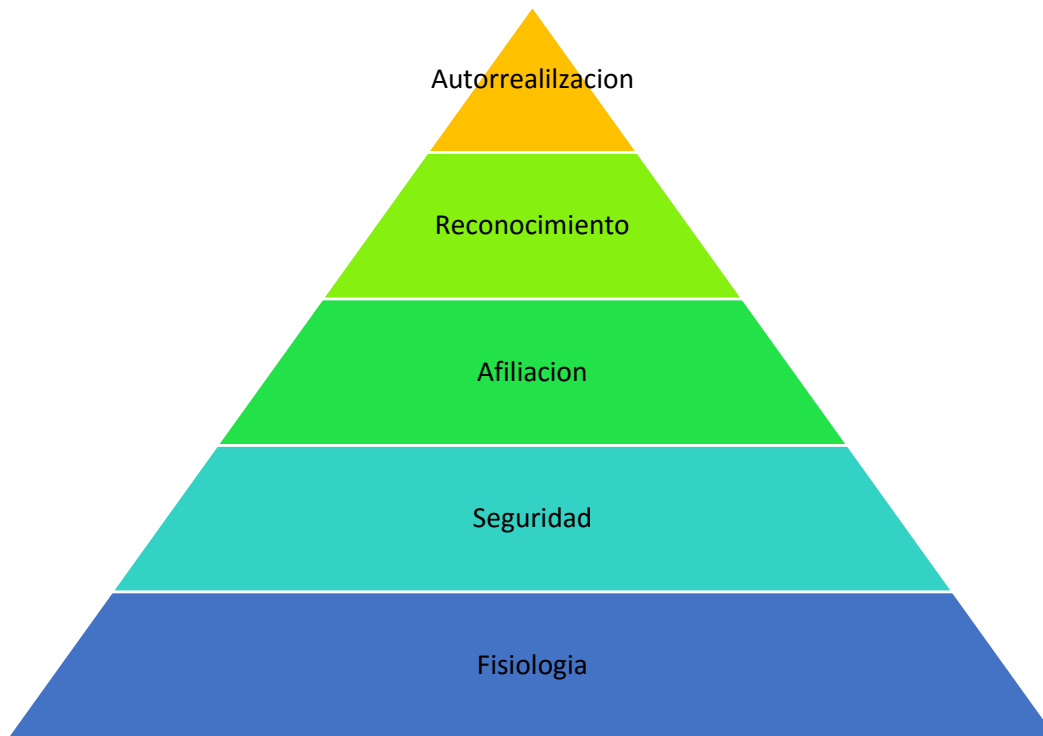 Autorrealilzacion
Reconocimiento
Afiliacion
Seguridad
Fisiologia